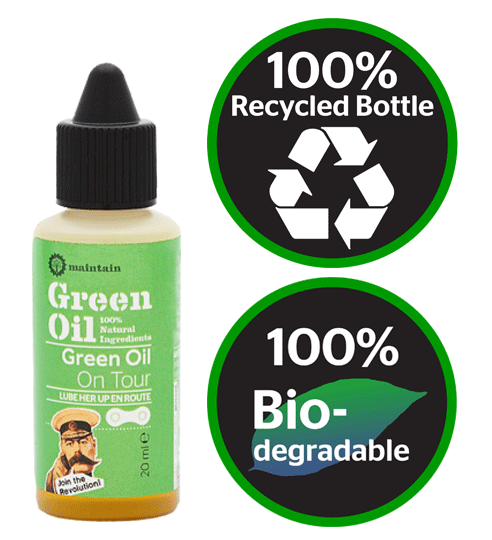 maintain
Green
Oil
100%
Natural
Ingredients
Green Oil
On Tour
LUBE HER UP EN ROUTE
Join the
Revolution!
20 ml e
100%
Recycled Bottle
100%
Bio-
degradable